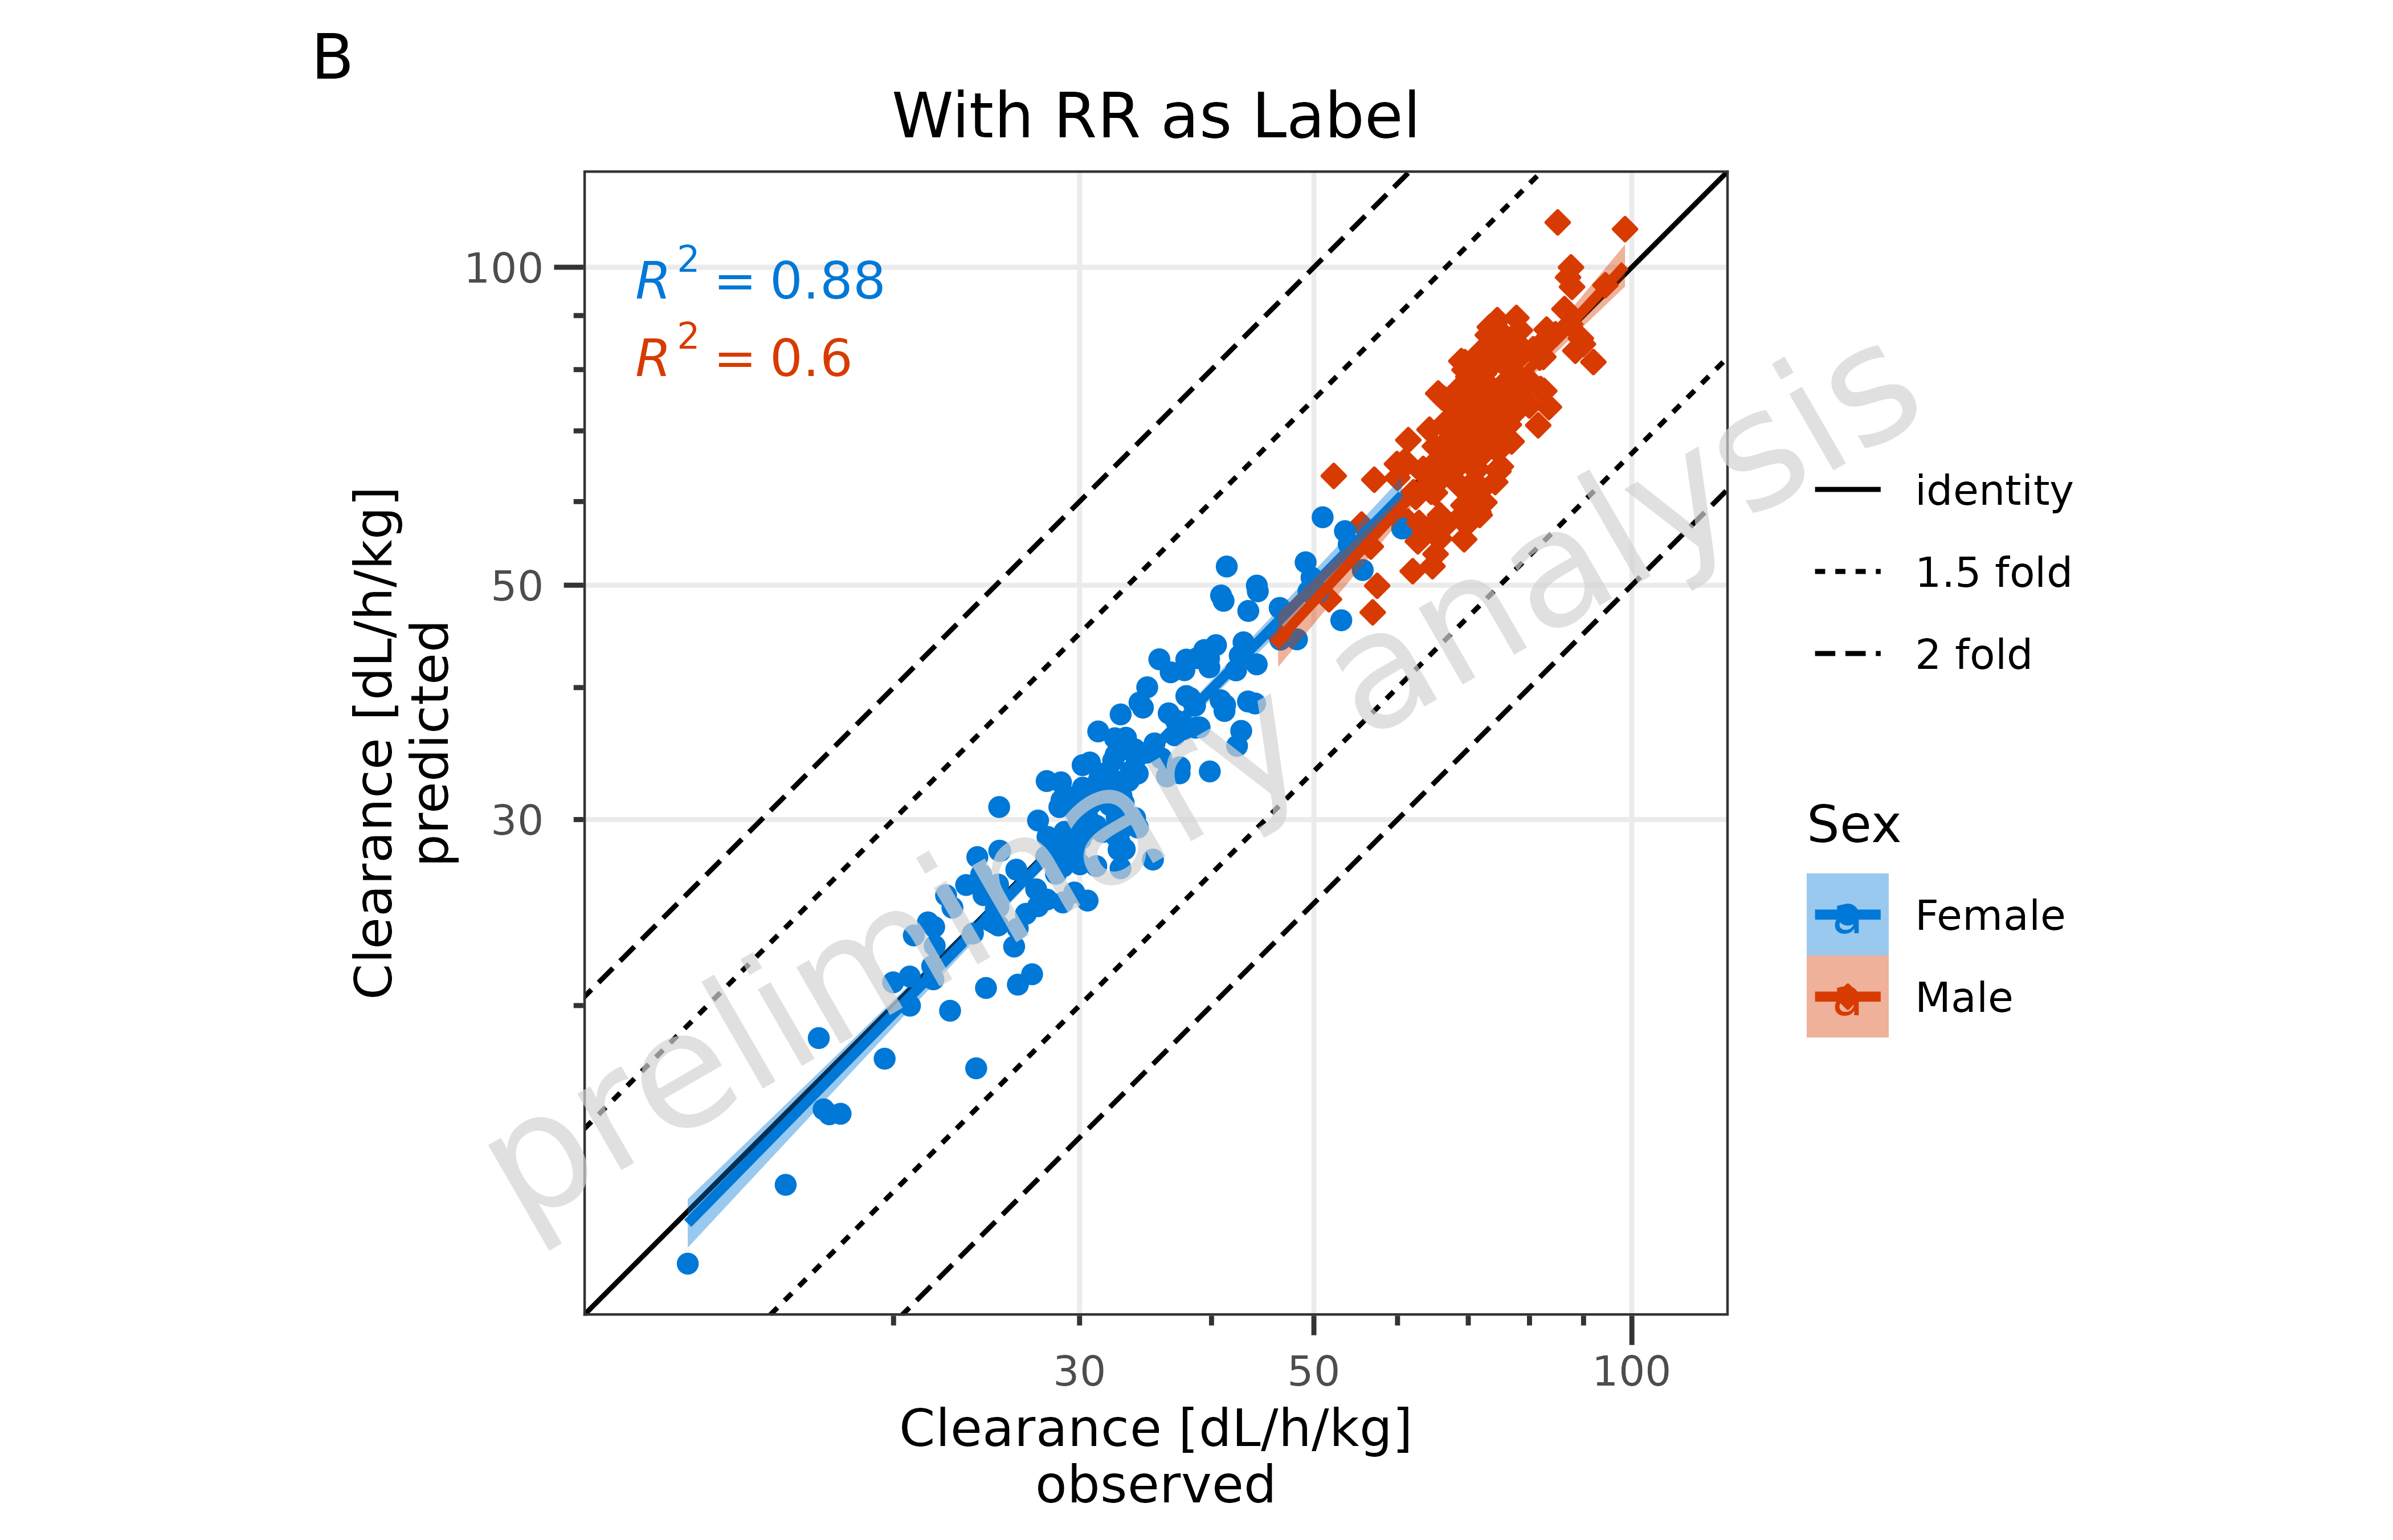 B
With RR as Label
R2 = 0.88
R2 = 0.6
100
50
30
Clearance [dL/h/kg]
predicted
30 50 100
Clearance [dL/h/kg]
observed
preliminary analysis
identity
1.5 fold
2 fold
Sex
a Female
a Male